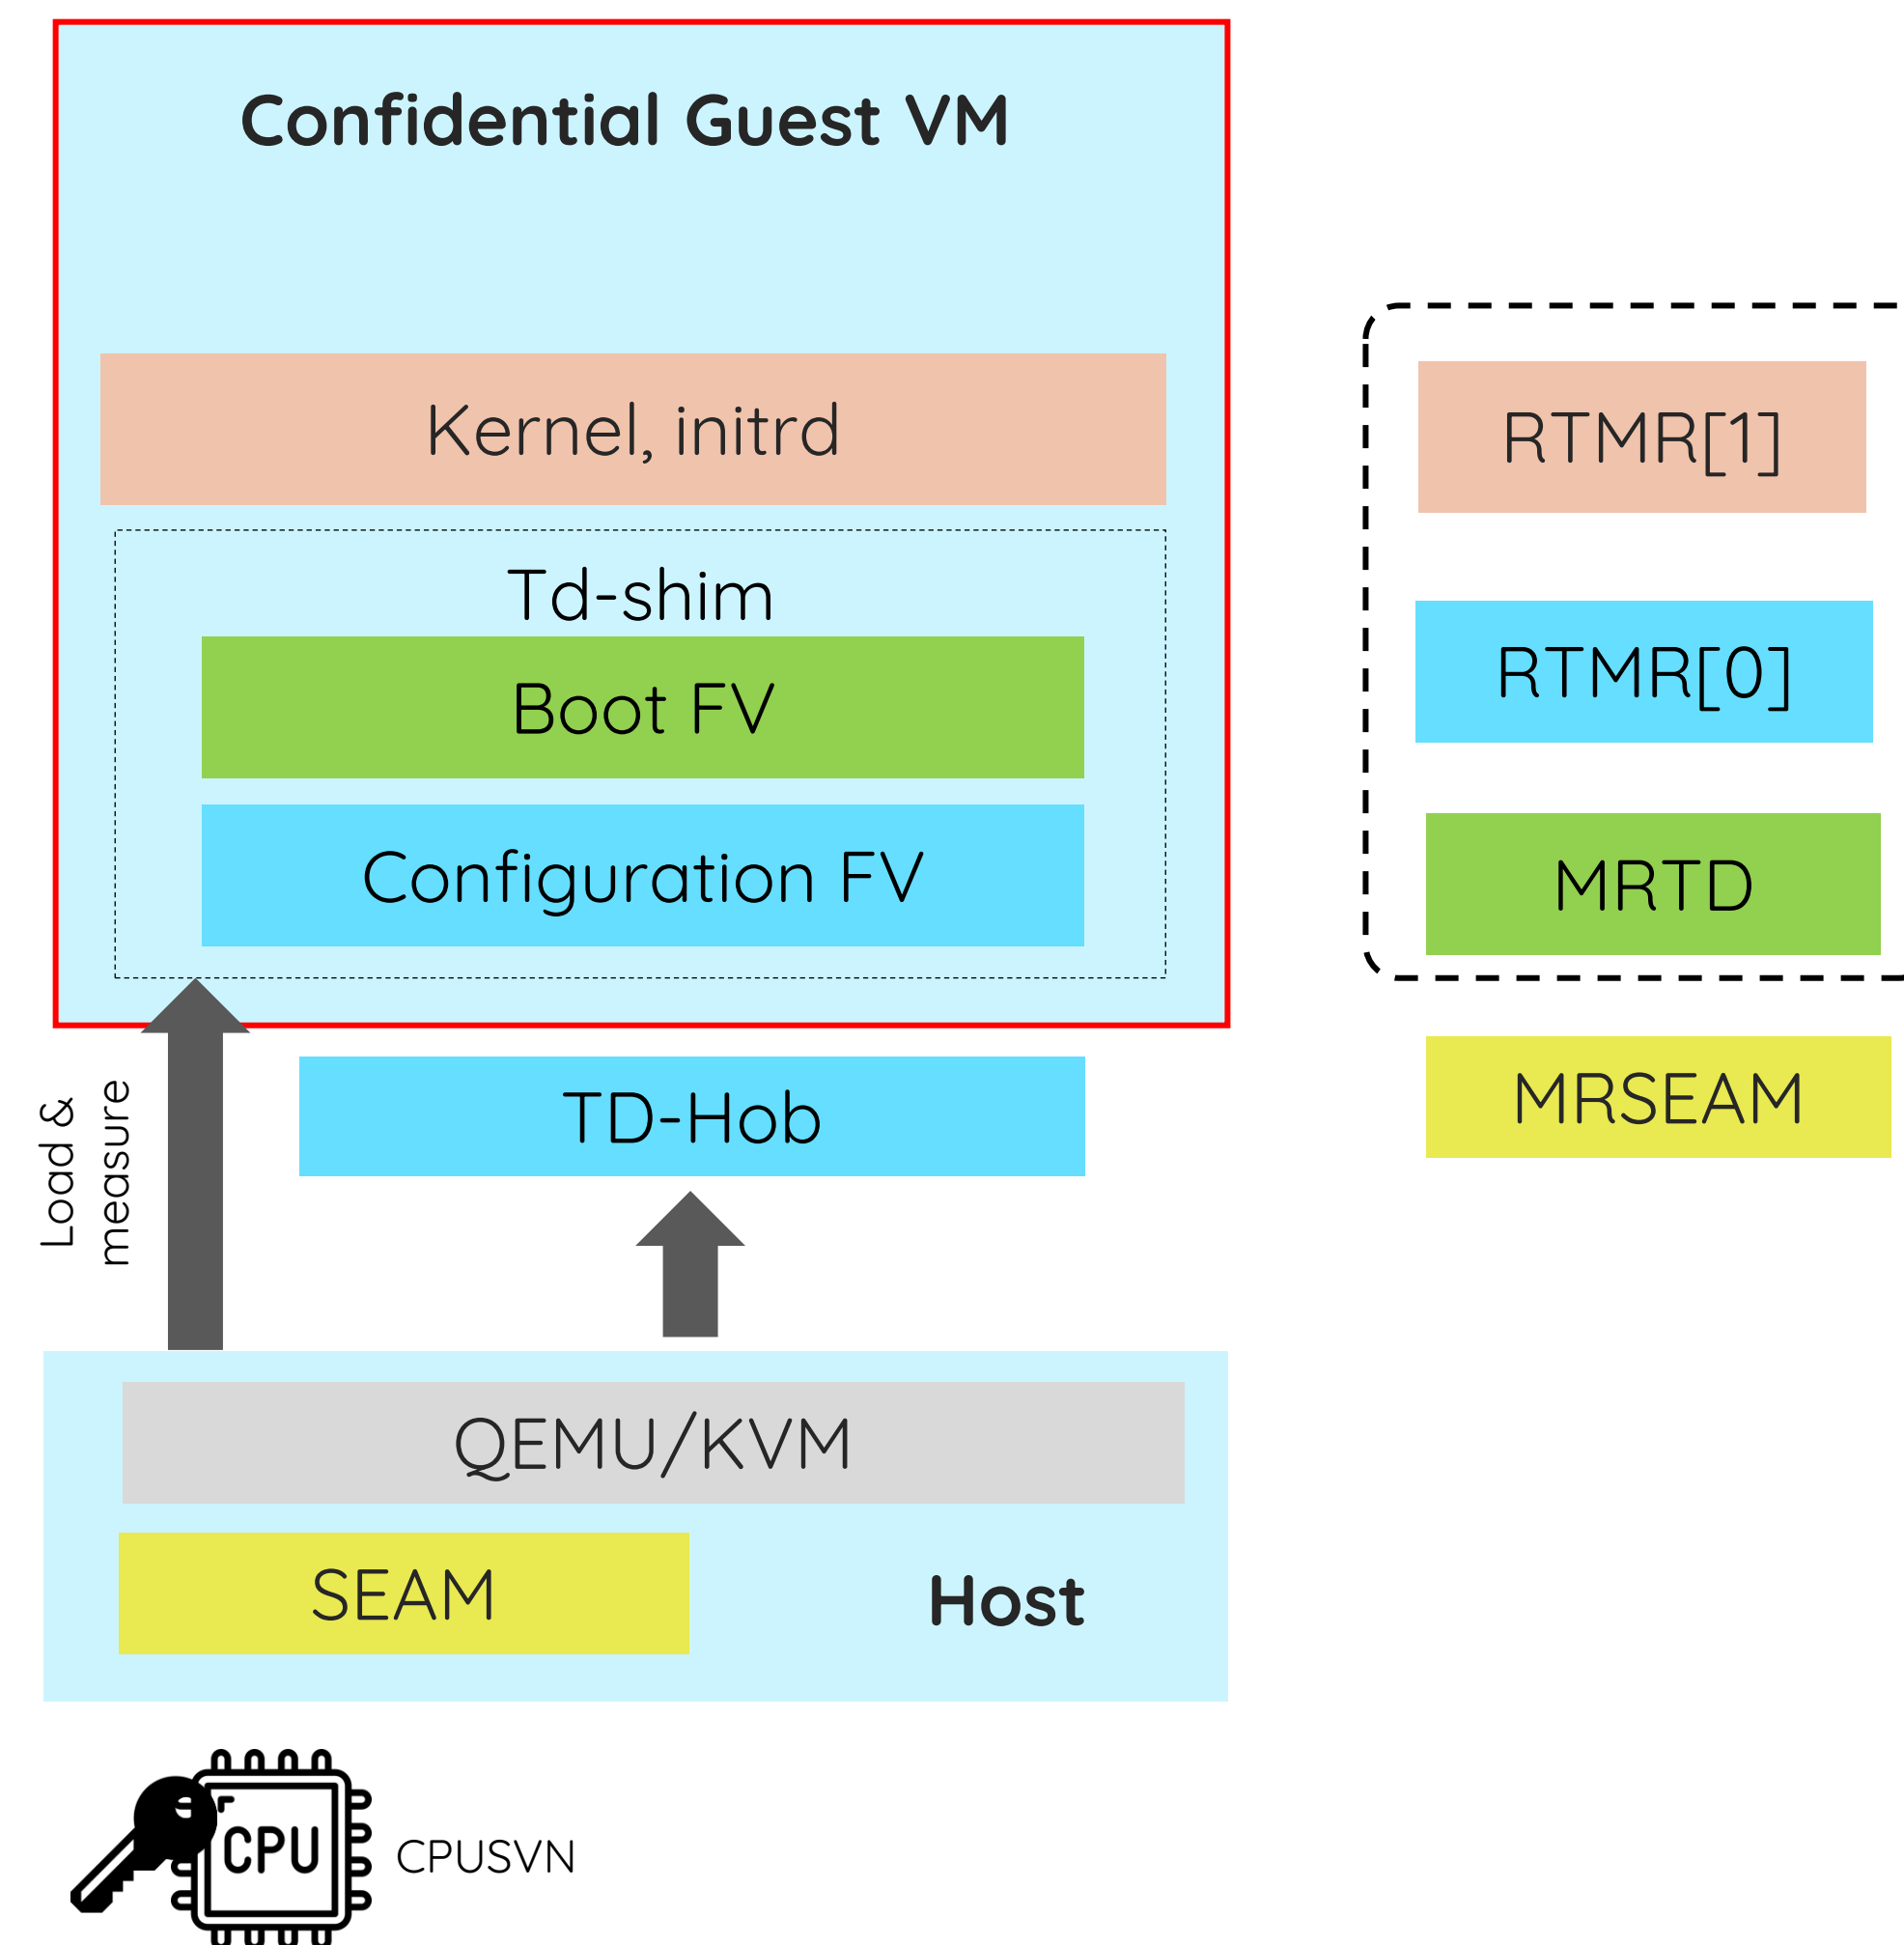 Confidential Guest VM
Kernel, initrd
Td-shim
Boot FV
Configuration FV
RTMR[1]
RTMR[0]
MRTD
MRSEAM
Load &
measure
TD-Hob
QEMU/KVM
SEAM
Host
CPU
CPUSVN